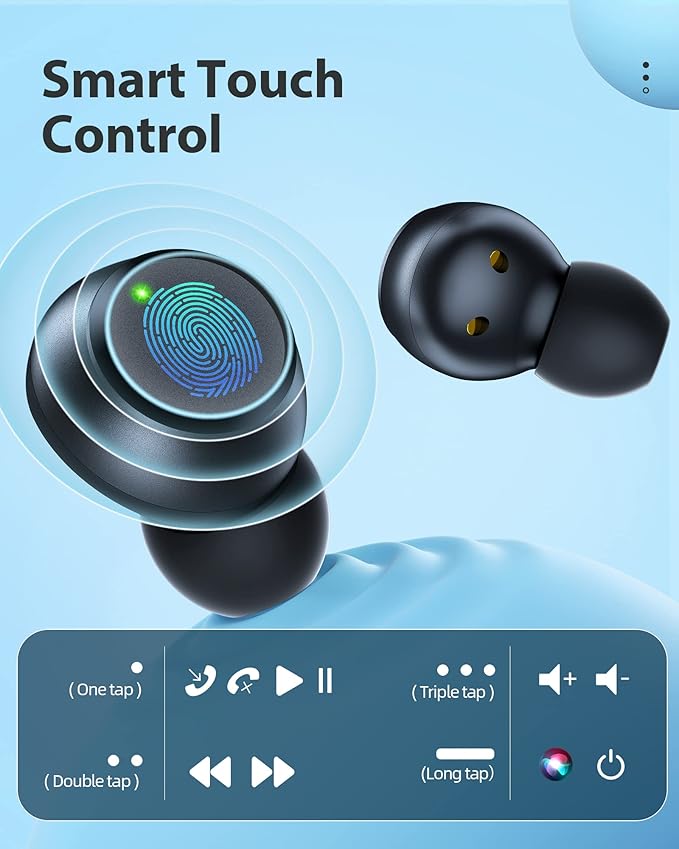 Smart Touch
Control
( One tap )
( Triple tap )
( Double tap )
(Long tap)